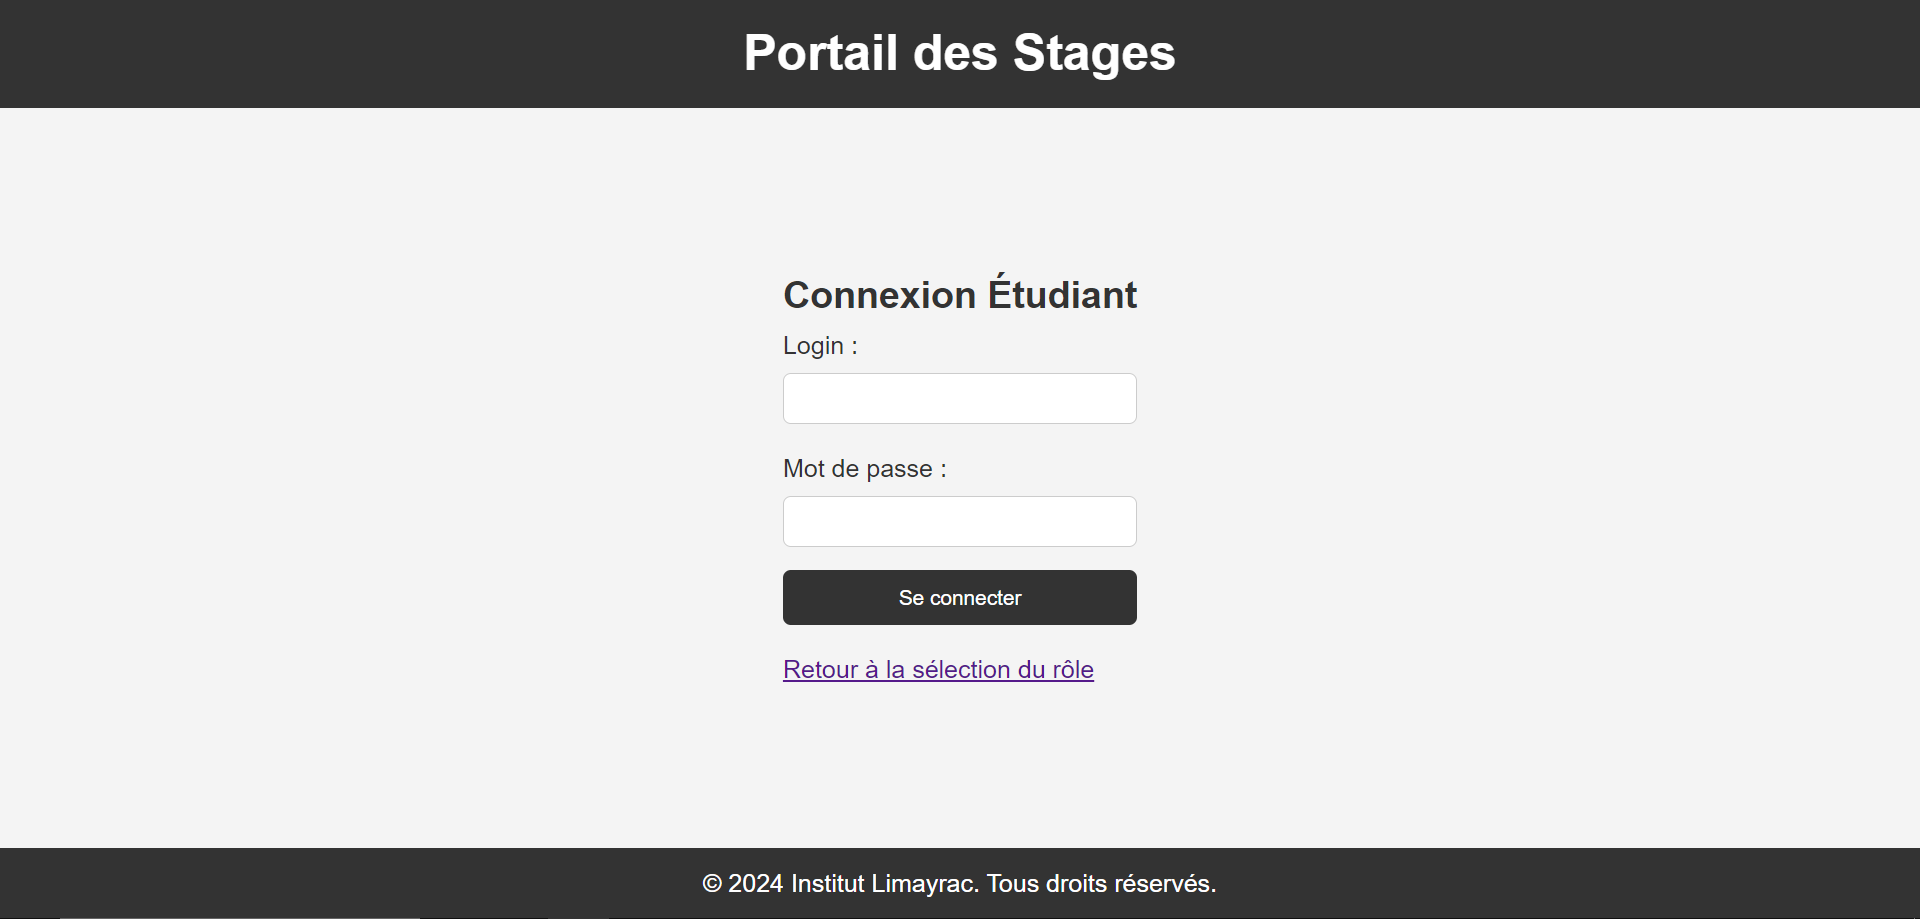 Portail des Stages
Connexion Étudiant
Login :
Mot de passe :
Se connecter
Retour à la sélection du rôle
© 2024 Institut Limayrac. Tous droits réservés.